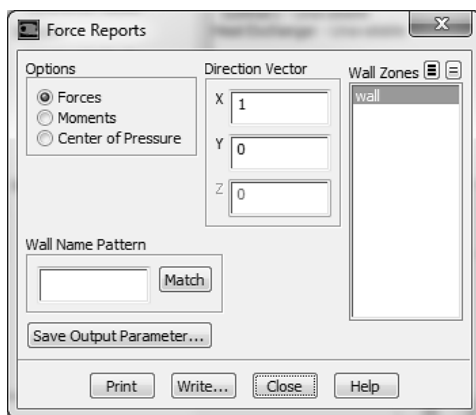 Force Reports
Options
Forces
Moments
Center of Pressure
Direction Vector
X 1
Y 0
Z 0
Wall Zones
wall
Wall Name Pattern
Match
Save Output Parameter...
Print Write... Close Help